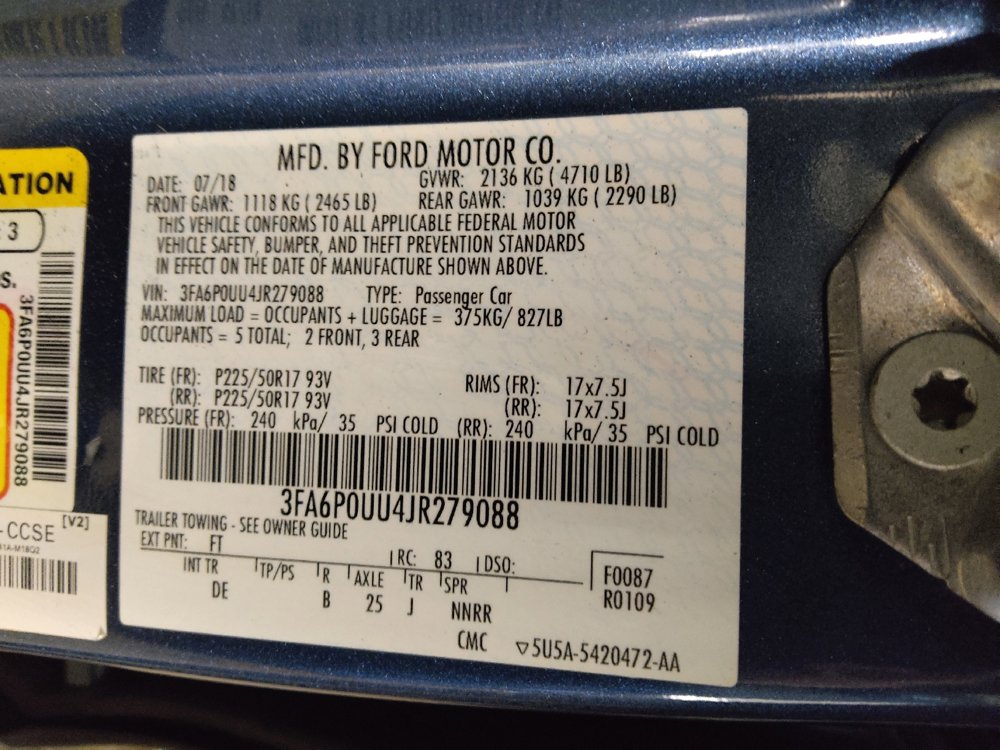 MFD. BY FORD MOTOR CO.
DATE: 07/18 GVWR: 2136 KG ( 4710 LB)
FRONT GAWR: 1118 KG ( 2465 LB) REAR GAWR: 1039 KG ( 2290 LB)
THIS VEHICLE CONFORMS TO ALL APPLICABLE FEDERAL MOTOR
VEHICLE SAFETY, BUMPER, AND THEFT PREVENTION STANDARDS
IN EFFECT ON THE DATE OF MANUFACTURE SHOWN ABOVE.
VIN: 3FA6P0UU4JR279088 TYPE: Passenger Car
MAXIMUM LOAD = OCCUPANTS + LUGGAGE = 375KG/ 827LB
OCCUPANTS = 5 TOTAL; 2 FRONT, 3 REAR
TIRE (FR): P225/50R17 93V RIMS (FR): 17x7.5J
(RR): P225/50R17 93V (RR): 17x7.5J
PRESSURE (FR): 240 kPa/ 35 PSI COLD (RR): 240 kPa/ 35 PSI COLD
3FA6P0UU4JR279088
TRAILER TOWING - SEE OWNER GUIDE
EXT PNT: FT RC: 83 DSO:
INT TR TP/PS R AXLE TR SPR
DE B 25 J NNRR
CMC
F0087
R0109
▽5U5A-5420472-AA
ATION
: 3
S.
3FA6P0UU4JR279088
-CCSE [V2]